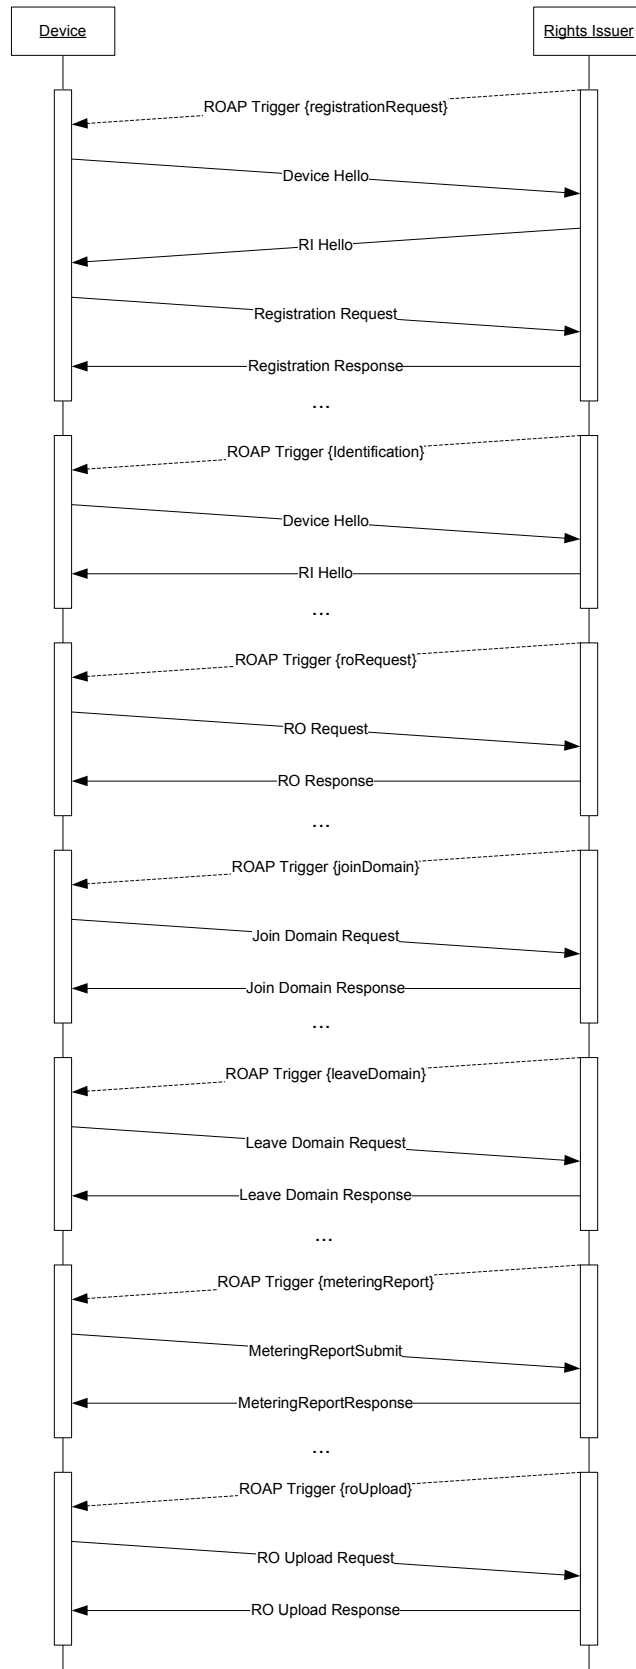 Device
Rights Issuer
ROAP Trigger {registrationRequest}
Device Hello
RI Hello
Registration Request
Registration Response
...
ROAP Trigger {Identification}
Device Hello
RI Hello
...
ROAP Trigger {roRequest}
RO Request
RO Response
...
ROAP Trigger {joinDomain}
Join Domain Request
Join Domain Response
...
ROAP Trigger {leaveDomain}
Leave Domain Request
Leave Domain Response
...
ROAP Trigger {meteringReport}
MeteringReportSubmit
MeteringReportResponse
...
ROAP Trigger {roUpload}
RO Upload Request
RO Upload Response